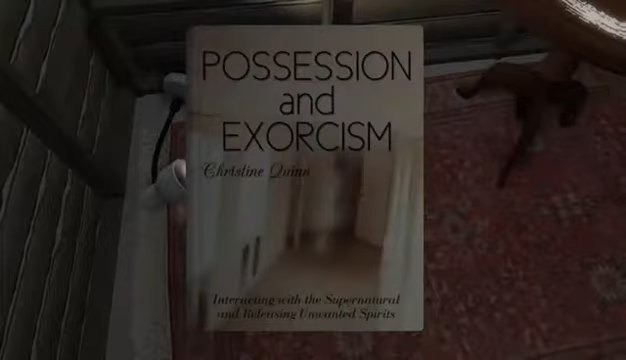 POSSESSION
and
EXORCISM
Christine Quinn
Interacting with the Supernatural
and Releasing Unwanted Spirits